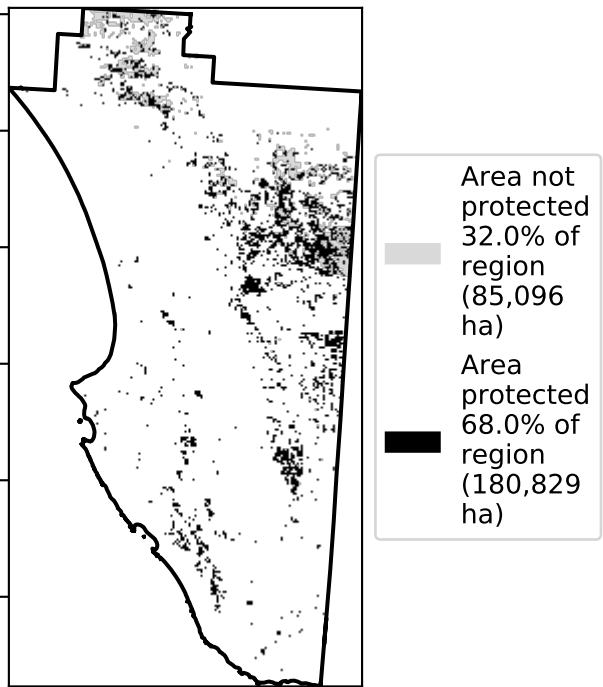 Area not
protected
32.0% of
region
(85,096
ha)
Area
protected
68.0% of
region
(180,829
ha)